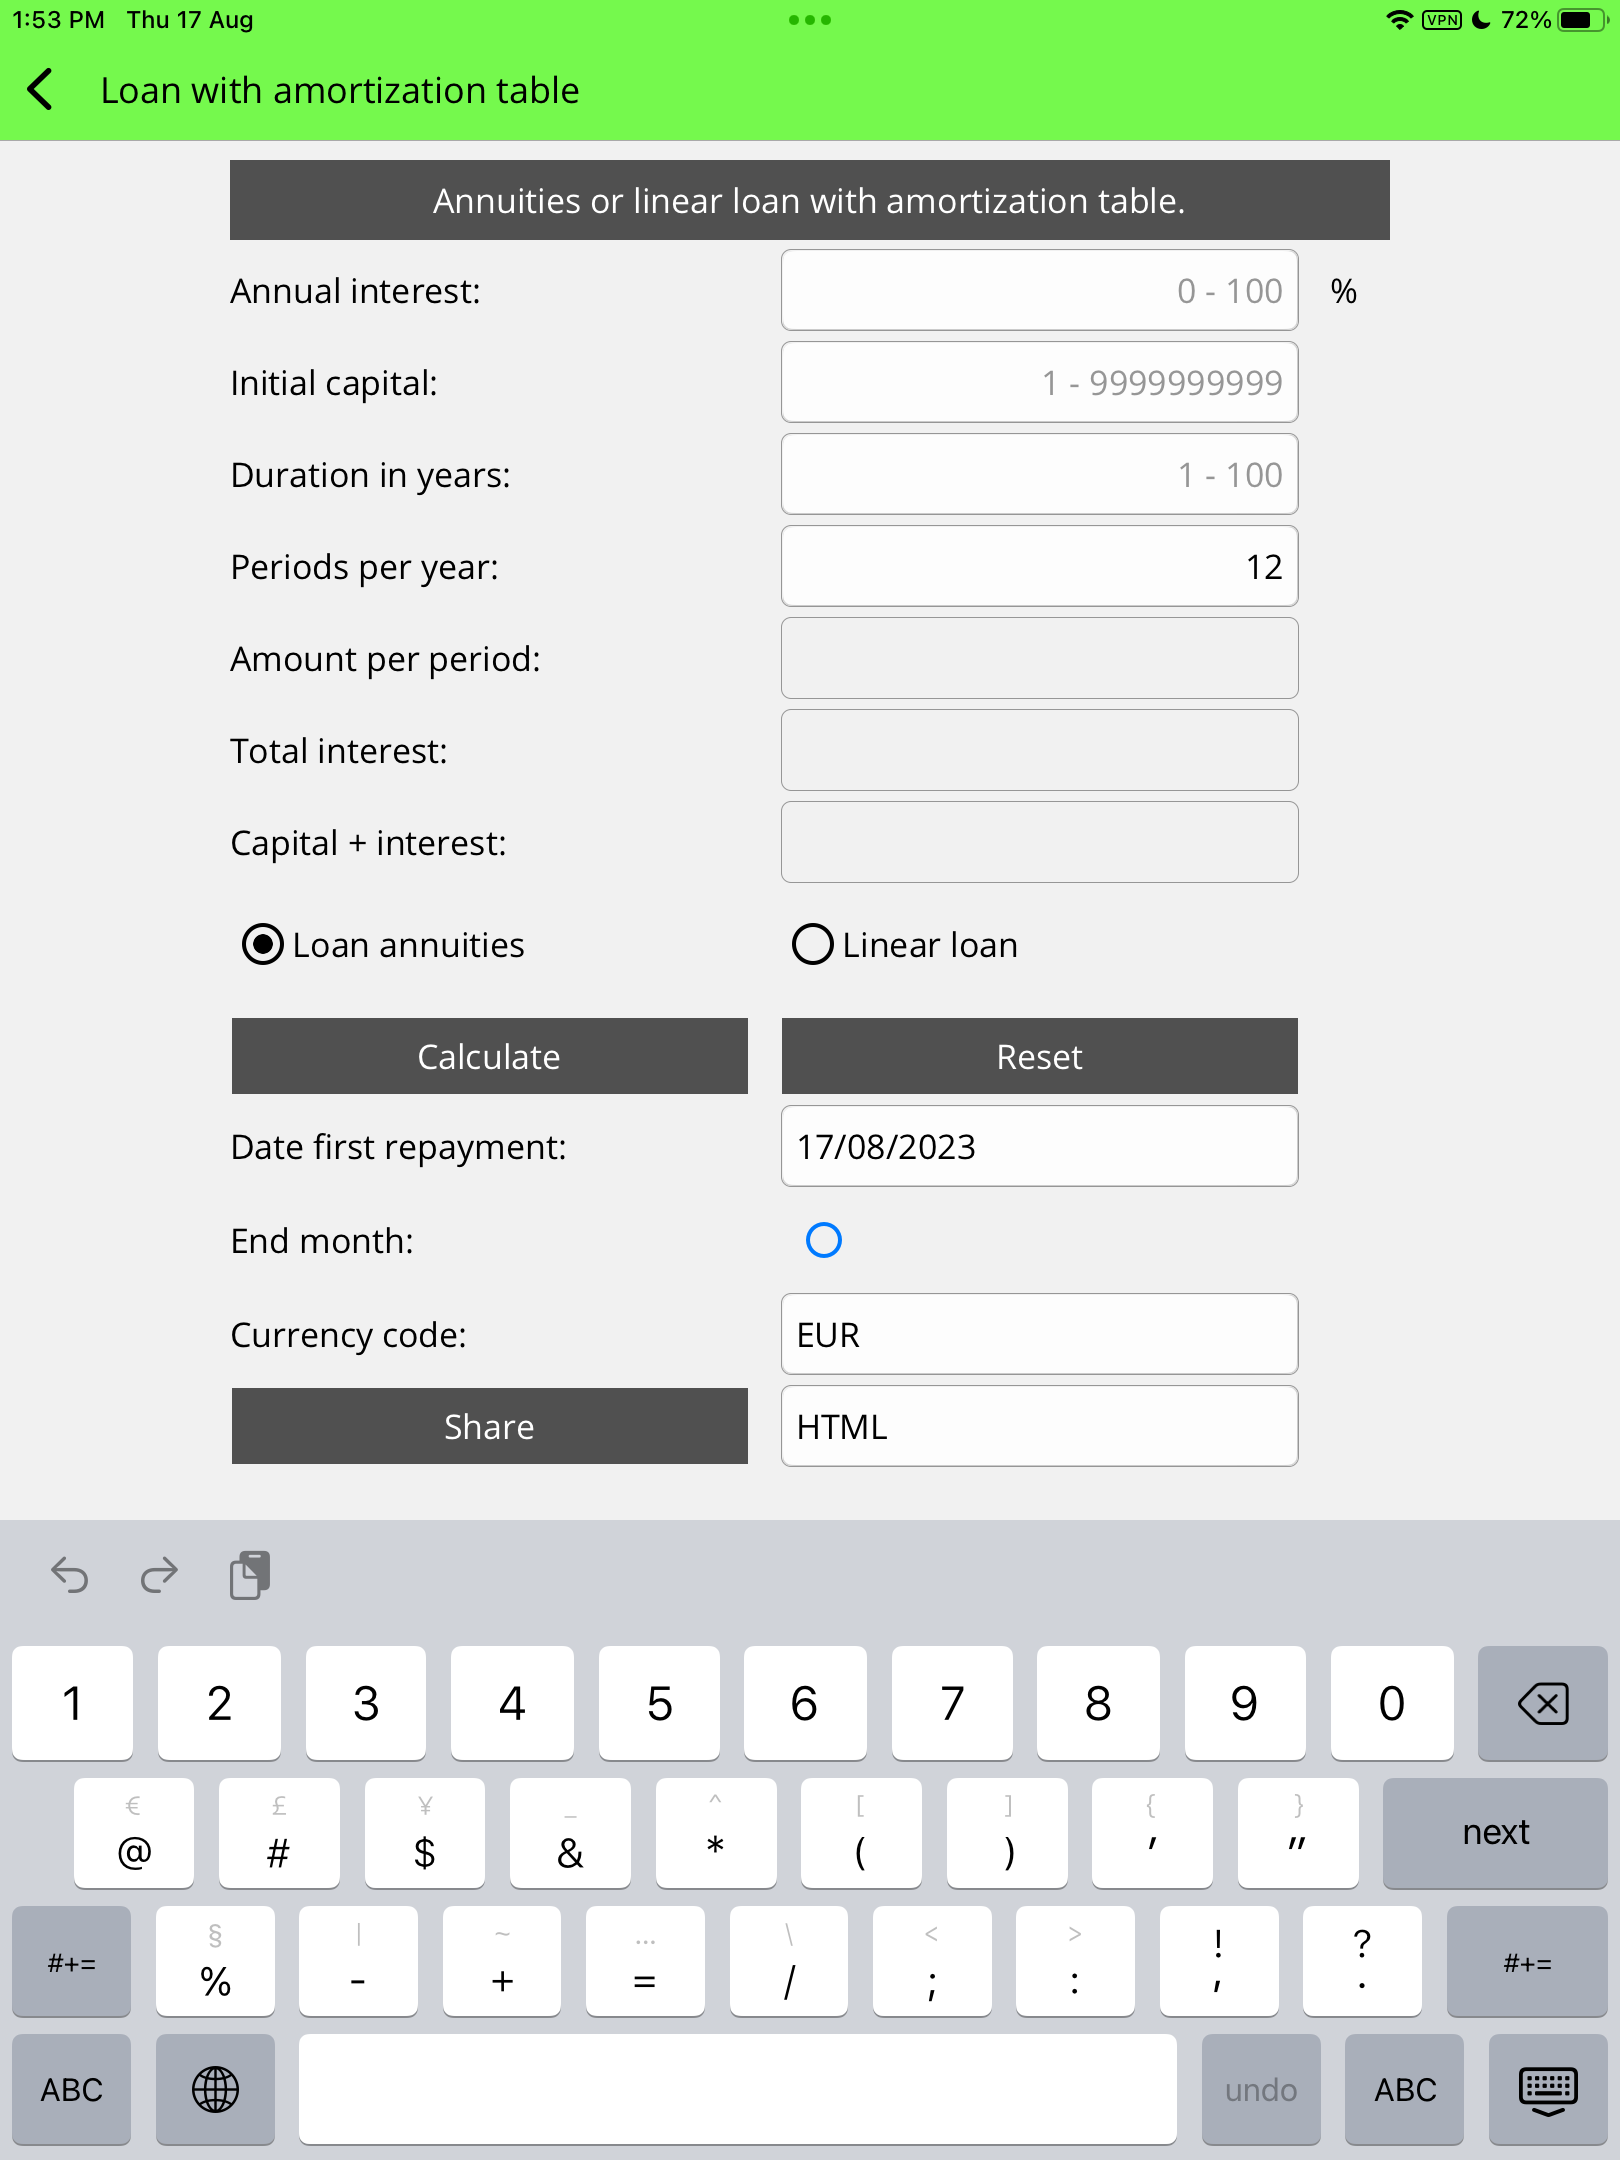 1:53 PM Thu 17 Aug
VPN 72%
Loan with amortization table
Annuities or linear loan with amortization table.
Annual interest: 0 - 100 %
Initial capital: 1 - 9999999999
Duration in years: 1 - 100
Periods per year: 12
Amount per period:
Total interest:
Capital + interest:
Loan annuities Linear loan
Calculate Reset
Date first repayment: 17/08/2023
End month:
Currency code: EUR
Share HTML
1 2 3 4 5 6 7 8 9 0
€ £ ¥ _ ^ [ ] { }
@ # $ & * ( ) ' " next
§ | ~ … \ < > ! ?
#+= % - + = / ; : , . #+=
ABC undo ABC